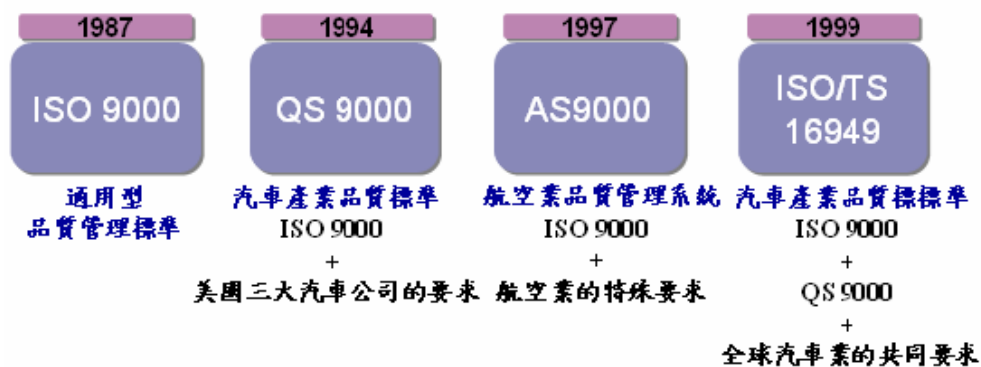 1987
ISO 9000
通用型
品質管理標準
1994
QS 9000
汽車產業品質標準
ISO 9000
+
美國三大汽車公司的要求
1997
AS9000
航空業品質管理系統
ISO 9000
+
航空業的特殊要求
1999
ISO/TS
16949
汽車產業品質標標準
ISO 9000
+
QS 9000
+
全球汽車業的共同要求